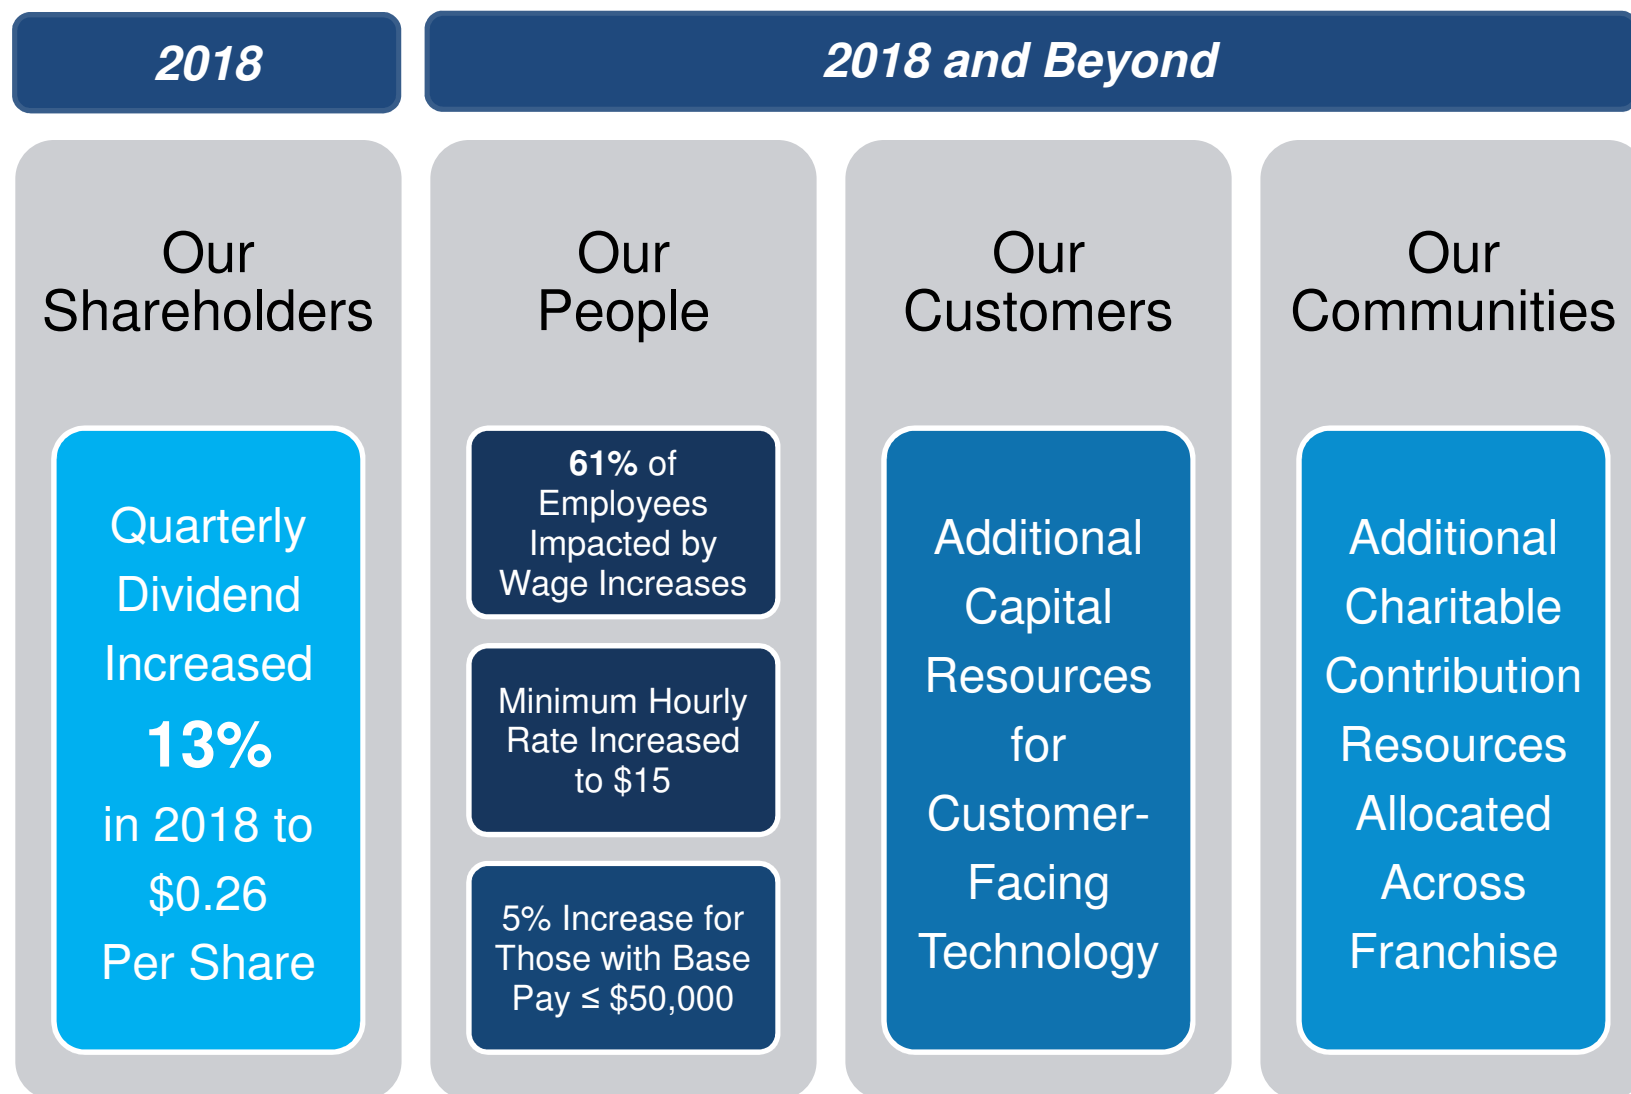 2018
2018 and Beyond
Our
Shareholders
Quarterly
Dividend
Increased
13%
in 2018 to
$0.26
Per Share
Our
People
61% of
Employees
Impacted by
Wage Increases
Minimum Hourly
Rate Increased
to $15
5% Increase for
Those with Base
Pay ≤ $50,000
Our
Customers
Additional
Capital
Resources
for
Customer-
Facing
Technology
Our
Communities
Additional
Charitable
Contribution
Resources
Allocated
Across
Franchise